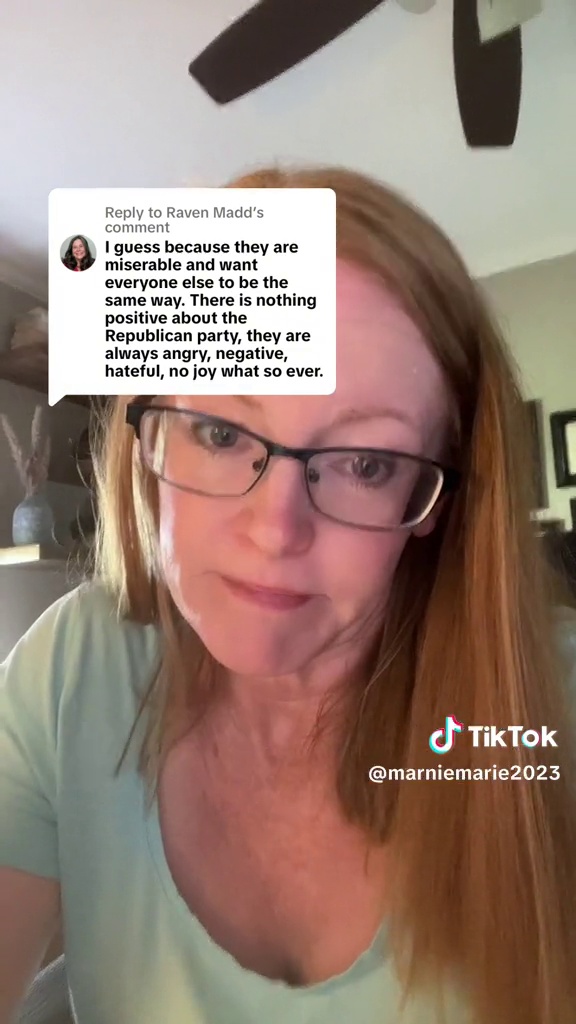 Reply to Raven Madd's
comment
I guess because they are
miserable and want
everyone else to be the
same way. There is nothing
positive about the
Republican party, they are
always angry, negative,
hateful, no joy what so ever.
TikTok
@marniemarie2023